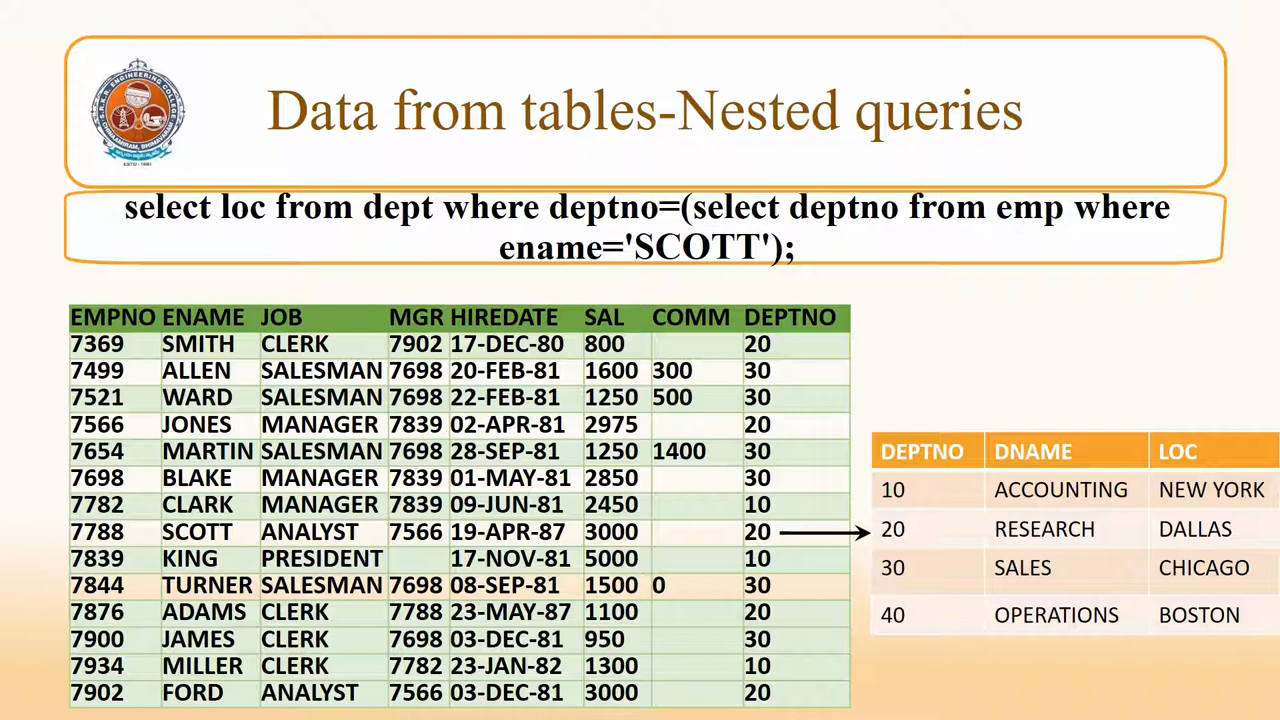 S.R.K.R. ENGINEERING COLLEGE
ESTD - 1980
Data from tables-Nested queries
select loc from dept where deptno=(select deptno from emp where
ename='SCOTT');
EMPNO ENAME JOB MGR HIREDATE SAL COMM DEPTNO
7369 SMITH CLERK 7902 17-DEC-80 800 20
7499 ALLEN SALESMAN 7698 20-FEB-81 1600 300 30
7521 WARD SALESMAN 7698 22-FEB-81 1250 500 30
7566 JONES MANAGER 7839 02-APR-81 2975 20
7654 MARTIN SALESMAN 7698 28-SEP-81 1250 1400 30
7698 BLAKE MANAGER 7839 01-MAY-81 2850 30
7782 CLARK MANAGER 7839 09-JUN-81 2450 10
7788 SCOTT ANALYST 7566 19-APR-87 3000 20
7839 KING PRESIDENT 17-NOV-81 5000 10
7844 TURNER SALESMAN 7698 08-SEP-81 1500 0 30
7876 ADAMS CLERK 7788 23-MAY-87 1100 20
7900 JAMES CLERK 7698 03-DEC-81 950 30
7934 MILLER CLERK 7782 23-JAN-82 1300 10
7902 FORD ANALYST 7566 03-DEC-81 3000 20
DEPTNO DNAME LOC
10 ACCOUNTING NEW YORK
20 RESEARCH DALLAS
30 SALES CHICAGO
40 OPERATIONS BOSTON